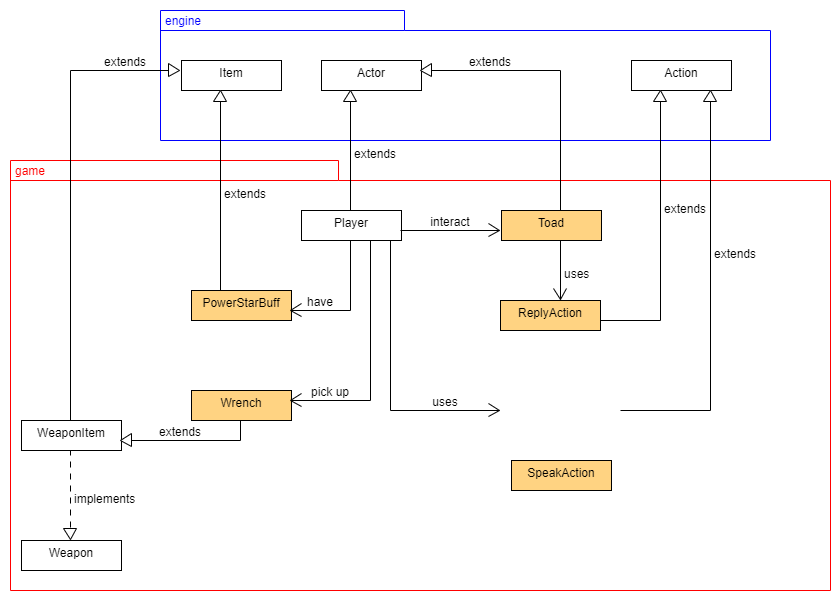 engine
extends
Item
Actor
extends
Action
extends
game
extends
extends
Player
interact
Toad
extends
uses
PowerStarBuff
have
ReplyAction
pick up
Wrench
uses
WeaponItem
extends
SpeakAction
implements
Weapon